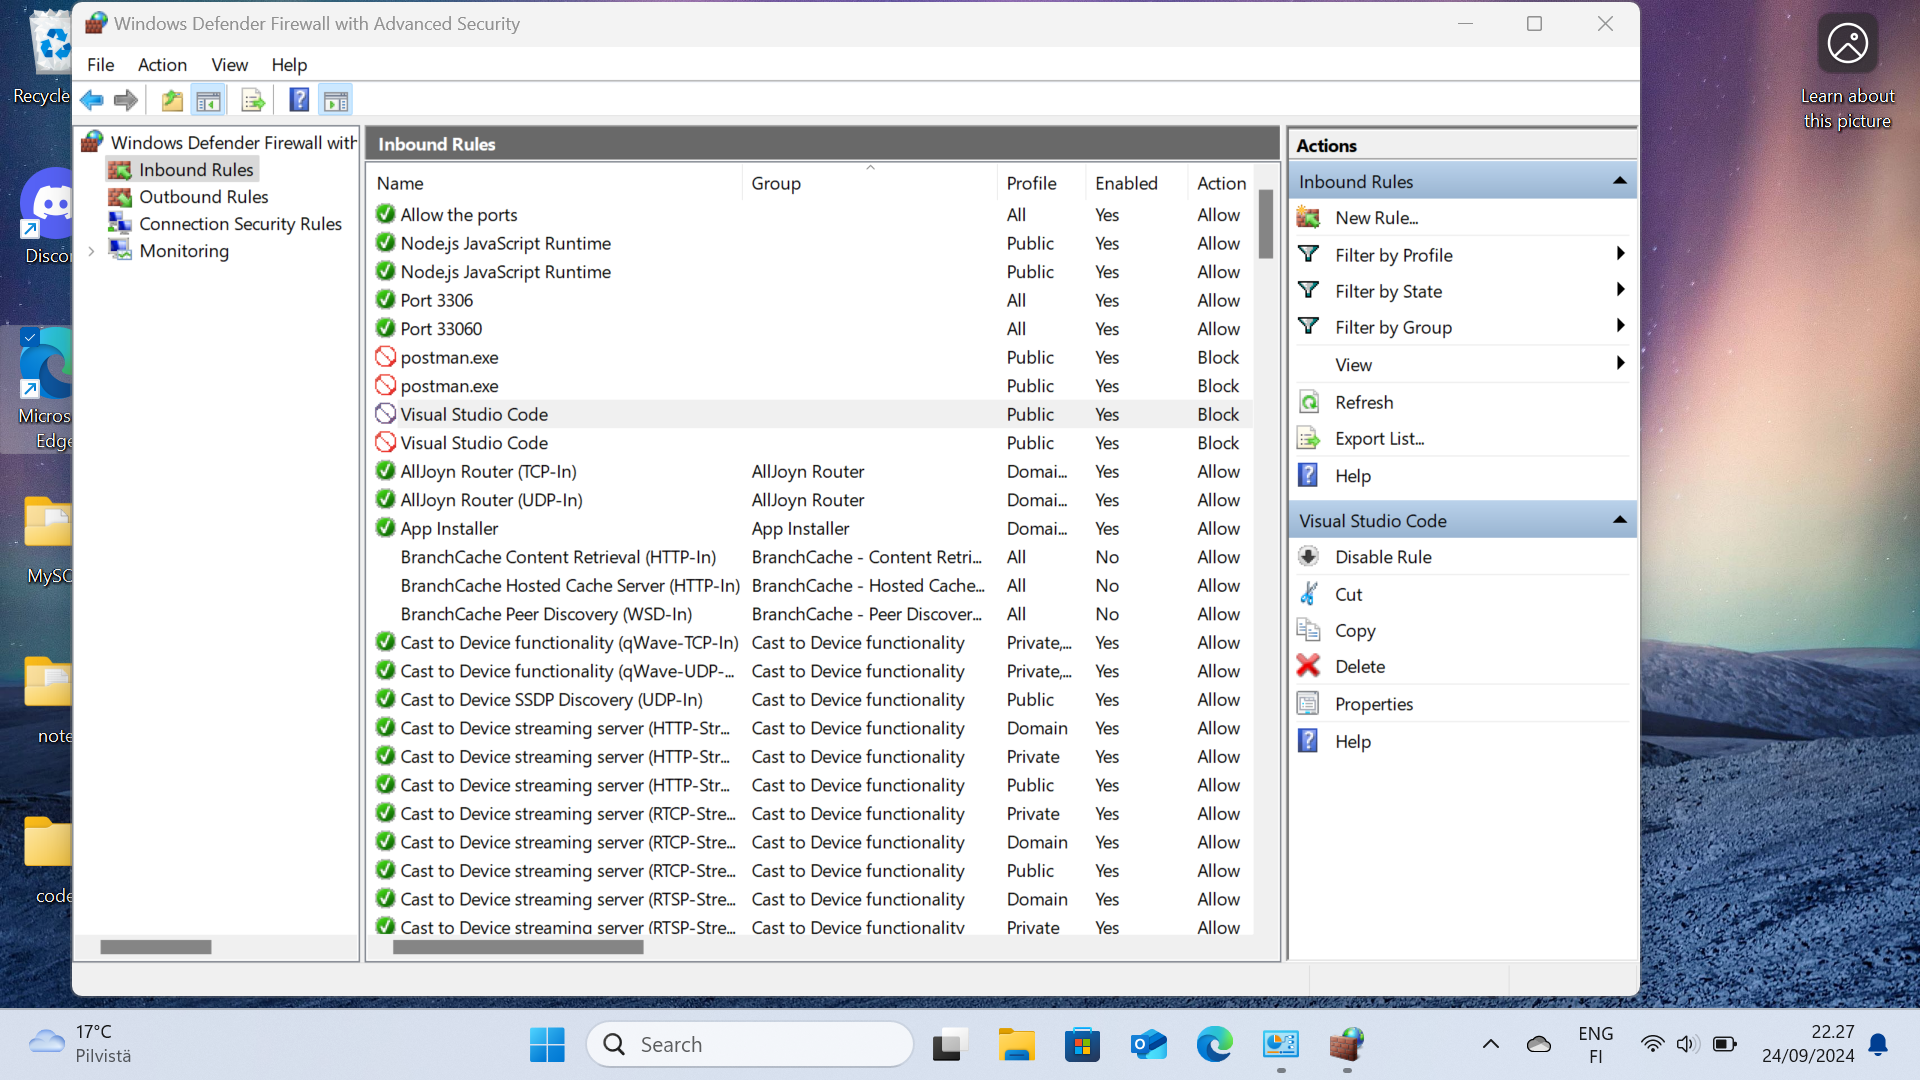 Windows Defender Firewall with Advanced Security
File Action View Help
Recycle
Disco
Micros
Edge
MySQ
note
code
Learn about
this picture
Windows Defender Firewall with
Inbound Rules
Outbound Rules
Connection Security Rules
Monitoring
Inbound Rules
Name Group Profile Enabled Action
Allow the ports All Yes Allow
Node.js JavaScript Runtime Public Yes Allow
Node.js JavaScript Runtime Public Yes Allow
Port 3306 All Yes Allow
Port 33060 All Yes Allow
postman.exe Public Yes Block
postman.exe Public Yes Block
Visual Studio Code Public Yes Block
Visual Studio Code Public Yes Block
AllJoyn Router (TCP-In) AllJoyn Router Domai... Yes Allow
AllJoyn Router (UDP-In) AllJoyn Router Domai... Yes Allow
App Installer App Installer Domai... Yes Allow
BranchCache Content Retrieval (HTTP-In) BranchCache - Content Retri... All No Allow
BranchCache Hosted Cache Server (HTTP-In) BranchCache - Hosted Cache... All No Allow
BranchCache Peer Discovery (WSD-In) BranchCache - Peer Discover... All No Allow
Cast to Device functionality (qWave-TCP-In) Cast to Device functionality Private,... Yes Allow
Cast to Device functionality (qWave-UDP-... Cast to Device functionality Private,... Yes Allow
Cast to Device SSDP Discovery (UDP-In) Cast to Device functionality Public Yes Allow
Cast to Device streaming server (HTTP-Str... Cast to Device functionality Domain Yes Allow
Cast to Device streaming server (HTTP-Str... Cast to Device functionality Private Yes Allow
Cast to Device streaming server (HTTP-Str... Cast to Device functionality Public Yes Allow
Cast to Device streaming server (RTCP-Stre... Cast to Device functionality Private Yes Allow
Cast to Device streaming server (RTCP-Stre... Cast to Device functionality Domain Yes Allow
Cast to Device streaming server (RTCP-Stre... Cast to Device functionality Public Yes Allow
Cast to Device streaming server (RTSP-Stre... Cast to Device functionality Domain Yes Allow
Cast to Device streaming server (RTSP-Stre... Cast to Device functionality Private Yes Allow
Actions
Inbound Rules
New Rule...
Filter by Profile
Filter by State
Filter by Group
View
Refresh
Export List...
Help
Visual Studio Code
Disable Rule
Cut
Copy
Delete
Properties
Help
17°C
Pilvistä
Search
ENG
FI
22.27
24/09/2024